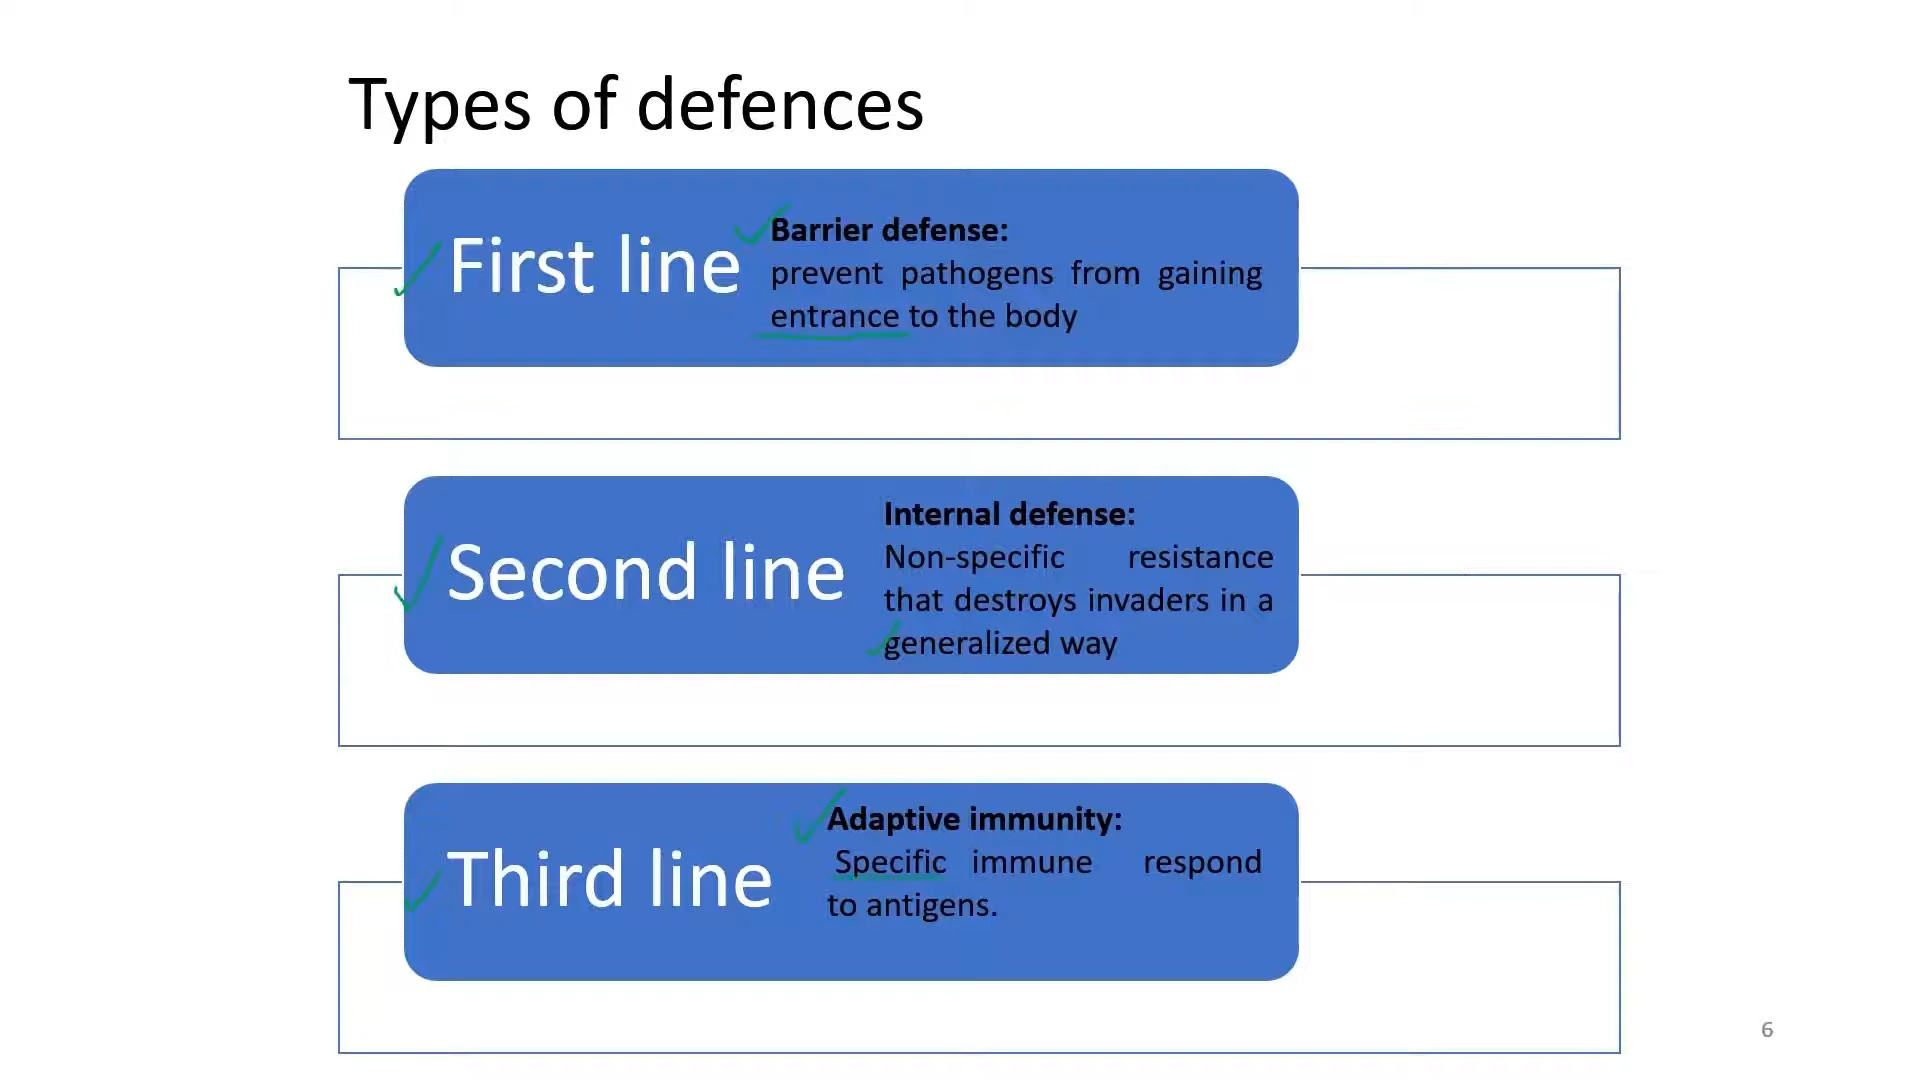 Types of defences
First line
Barrier defense:
prevent pathogens from gaining
entrance to the body
Second line
Internal defense:
Non-specific resistance
that destroys invaders in a
generalized way
Third line
Adaptive immunity:
Specific immune respond
to antigens.
6